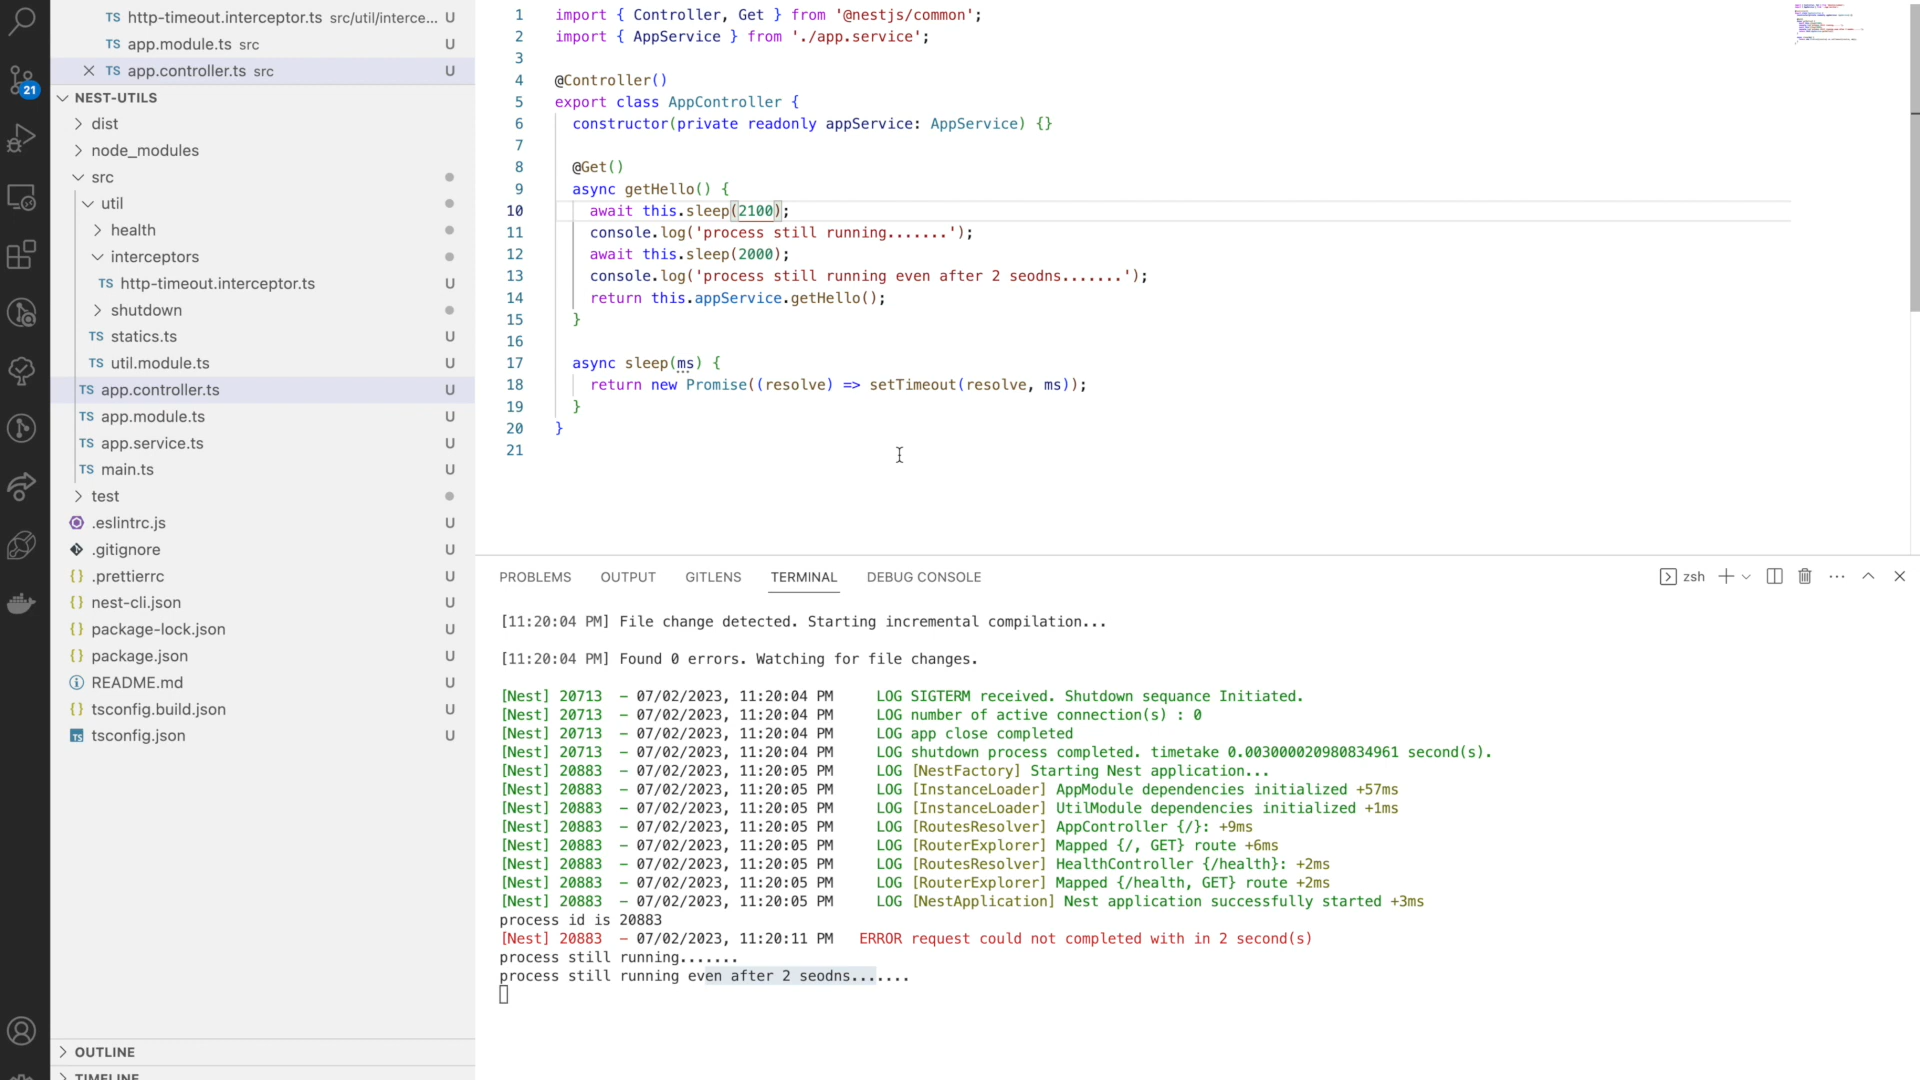 TS http-timeout.interceptor.ts src/util/interce... U
TS app.module.ts src U
TS app.controller.ts src U
21
NEST-UTILS
dist
node_modules
src
util
health
interceptors
TS http-timeout.interceptor.ts U
shutdown
TS statics.ts U
TS util.module.ts U
TS app.controller.ts U
TS app.module.ts U
TS app.service.ts U
TS main.ts U
test
.eslintrc.js U
.gitignore U
{} .prettierrc U
{} nest-cli.json U
{} package-lock.json U
{} package.json U
README.md U
{} tsconfig.build.json U
TS tsconfig.json U
OUTLINE
TIMELINE
1 import { Controller, Get } from '@nestjs/common';
2 import { AppService } from './app.service';
3
4 @Controller()
5 export class AppController {
6 constructor(private readonly appService: AppService) {}
7
8 @Get()
9 async getHello() {
10 await this.sleep(2100);
11 console.log('process still running.......');
12 await this.sleep(2000);
13 console.log('process still running even after 2 seodns.......');
14 return this.appService.getHello();
15 }
16
17 async sleep(ms) {
18 return new Promise((resolve) => setTimeout(resolve, ms));
19 }
20 }
21
PROBLEMS OUTPUT GITLENS TERMINAL DEBUG CONSOLE zsh
[11:20:04 PM] File change detected. Starting incremental compilation...
[11:20:04 PM] Found 0 errors. Watching for file changes.
[Nest] 20713 - 07/02/2023, 11:20:04 PM LOG SIGTERM received. Shutdown sequance Initiated.
[Nest] 20713 - 07/02/2023, 11:20:04 PM LOG number of active connection(s) : 0
[Nest] 20713 - 07/02/2023, 11:20:04 PM LOG app close completed
[Nest] 20713 - 07/02/2023, 11:20:04 PM LOG shutdown process completed. timetake 0.003000020980834961 second(s).
[Nest] 20883 - 07/02/2023, 11:20:05 PM LOG [NestFactory] Starting Nest application...
[Nest] 20883 - 07/02/2023, 11:20:05 PM LOG [InstanceLoader] AppModule dependencies initialized +57ms
[Nest] 20883 - 07/02/2023, 11:20:05 PM LOG [InstanceLoader] UtilModule dependencies initialized +1ms
[Nest] 20883 - 07/02/2023, 11:20:05 PM LOG [RoutesResolver] AppController {/}: +9ms
[Nest] 20883 - 07/02/2023, 11:20:05 PM LOG [RouterExplorer] Mapped {/, GET} route +6ms
[Nest] 20883 - 07/02/2023, 11:20:05 PM LOG [RoutesResolver] HealthController {/health}: +2ms
[Nest] 20883 - 07/02/2023, 11:20:05 PM LOG [RouterExplorer] Mapped {/health, GET} route +2ms
[Nest] 20883 - 07/02/2023, 11:20:05 PM LOG [NestApplication] Nest application successfully started +3ms
process id is 20883
[Nest] 20883 - 07/02/2023, 11:20:11 PM ERROR request could not completed with in 2 second(s)
process still running.......
process still running even after 2 seodns.......